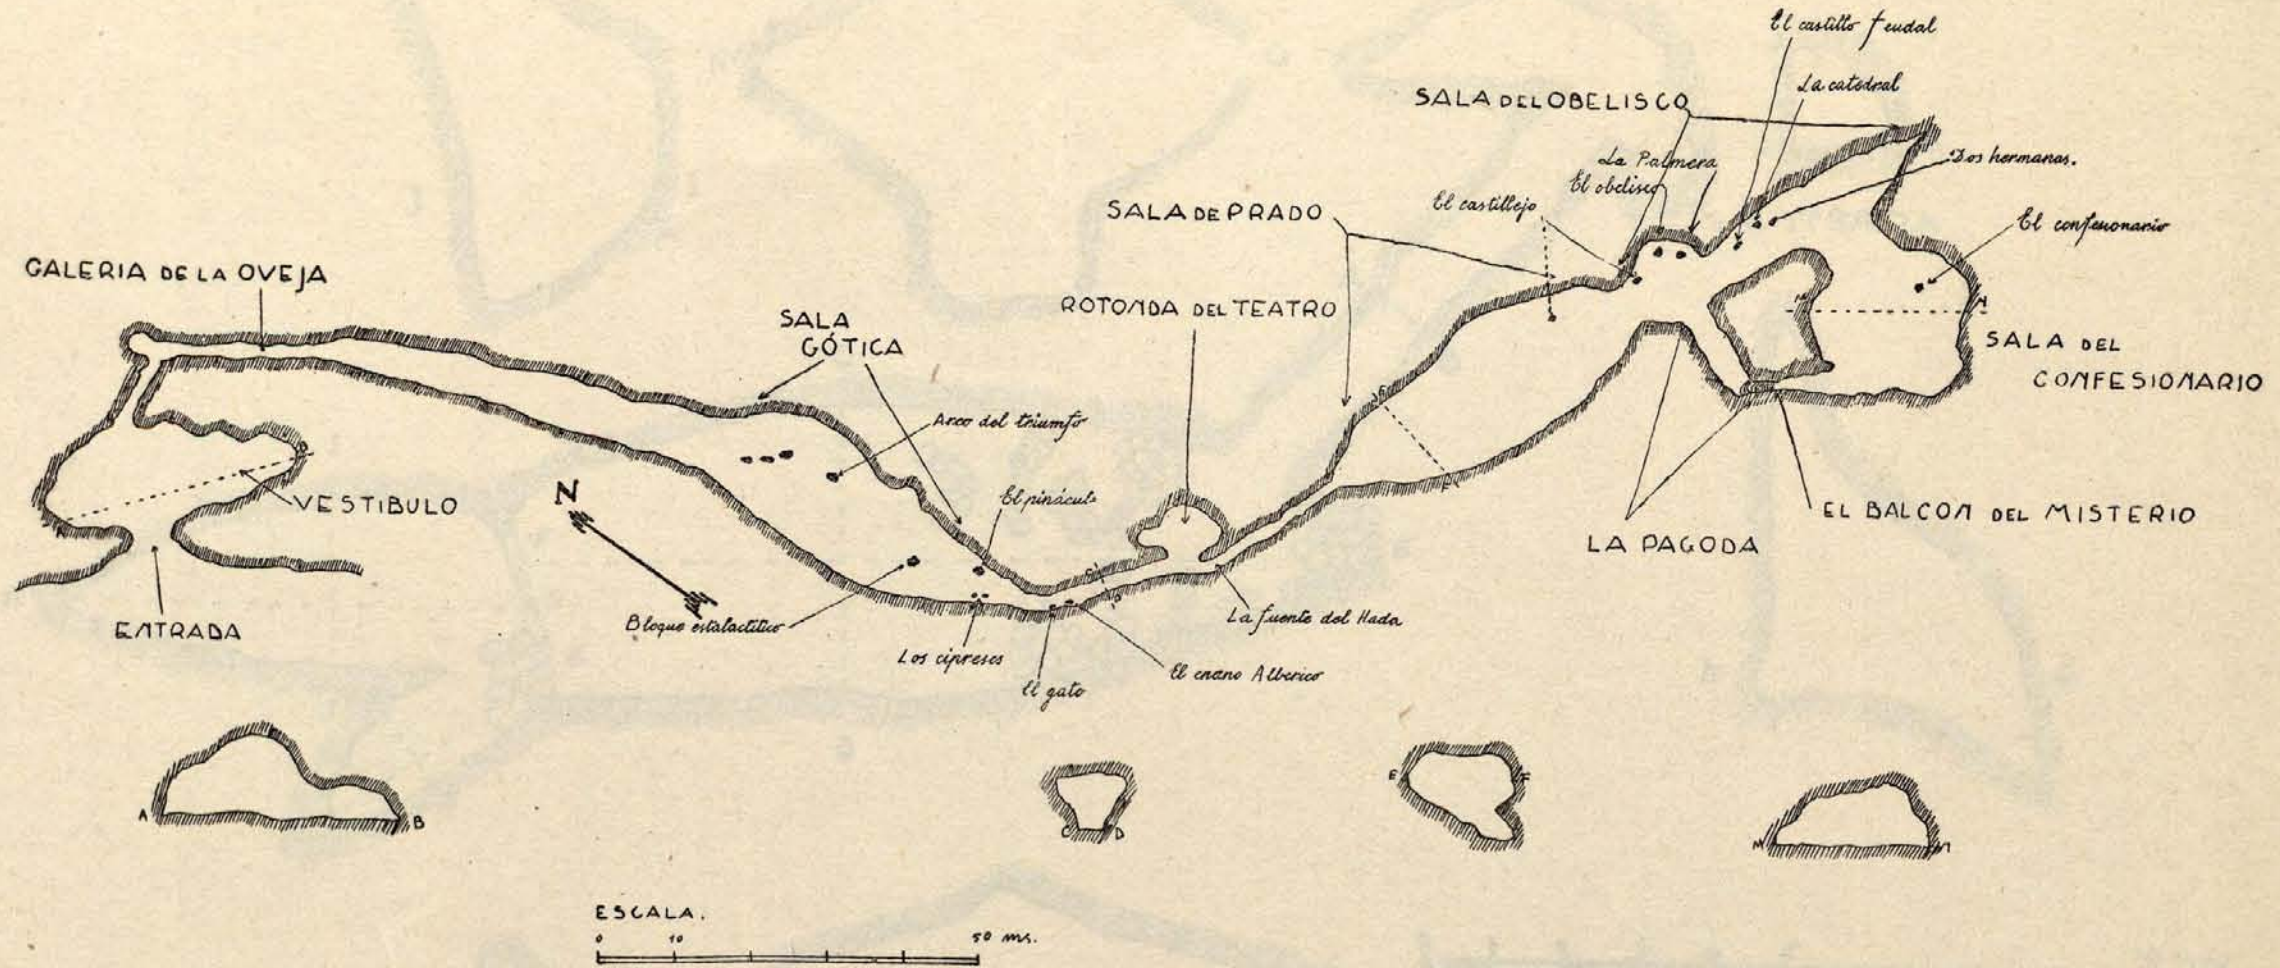 El castillo feudal
La catedral
SALA DEL OBELISCO
La Palmera
El obelisco
Dos hermanas.
El castillejo
SALA DE PRADO
El confesionario
GALERIA DE LA OVEJA
ROTONDA DEL TEATRO
SALA
GÓTICA
SALA DEL
CONFESIONARIO
Arco del triumfo
B
VESTIBULO
N
El pináculo
A
EL BALCON DEL MISTERIO
LA PAGODA
E
F
M
N
C
D
ENTRADA
Bloque estalactitico
La fuente del Hada
Los cipreses
El gato
El enano Alberico
A
B
C
D
E
F
M
N
ESCALA.
0 10 50 ms.